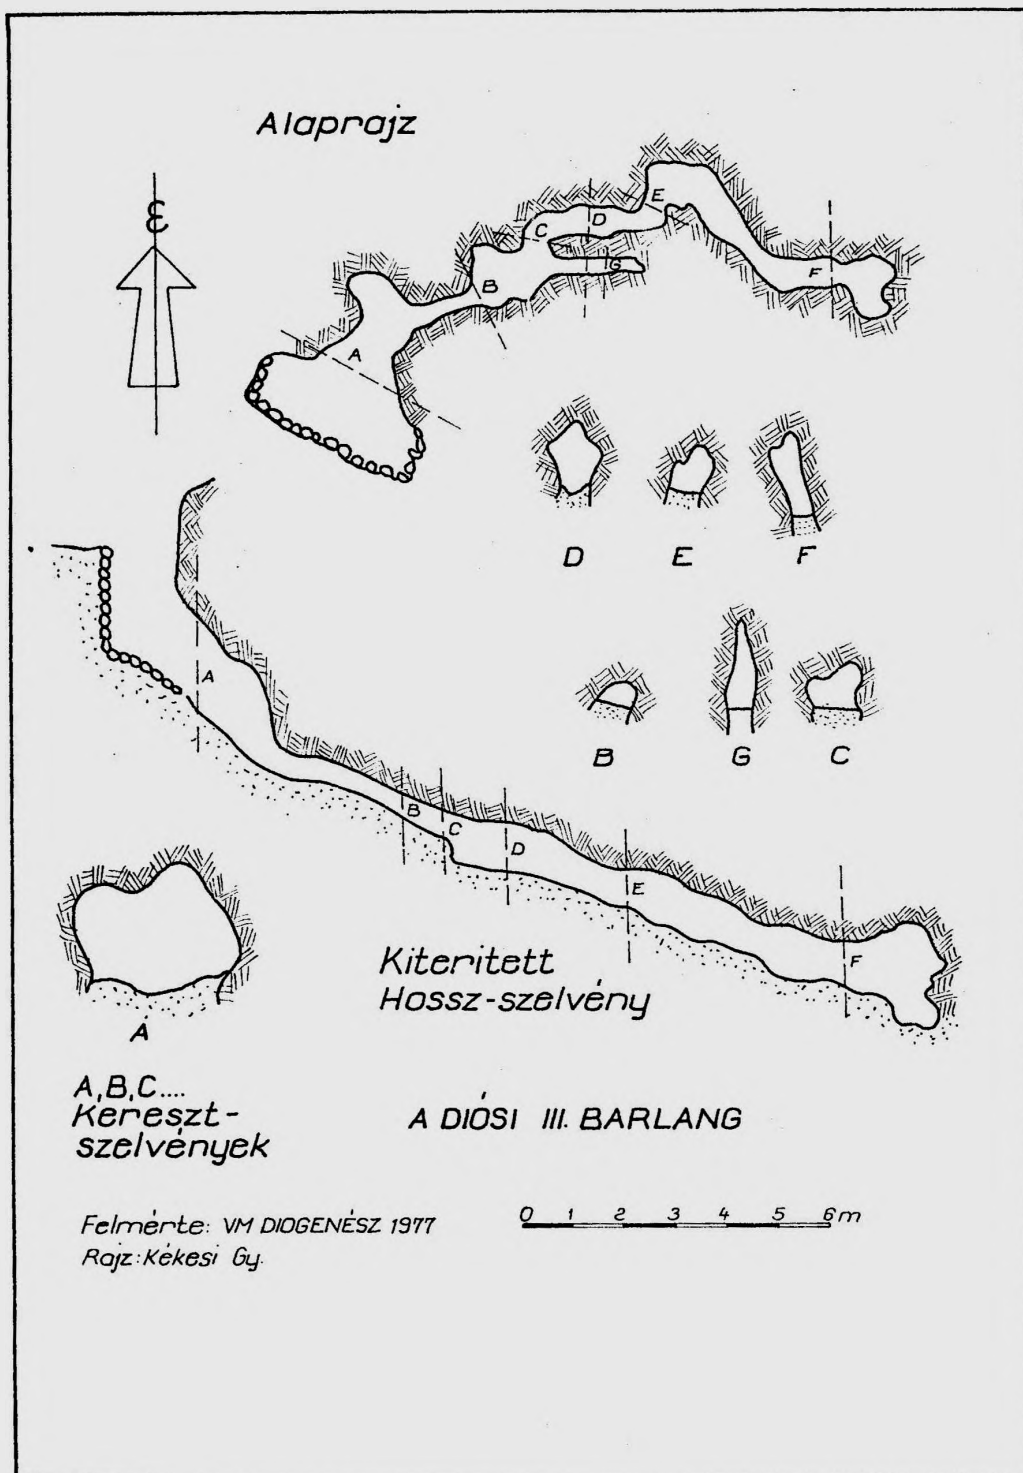 Alaprajz
É
A
B
C
D
E
F
G
D E F
B G C
A
B
C
D
E
F
A
Kiterített
Hossz-szelvény
A,B,C....
Kereszt-
szelvények
A DIÓSI III. BARLANG
Felmérte: VM DIOGENÉSZ 1977
Rajz: Kékesi Gy.
0 1 2 3 4 5 6 m